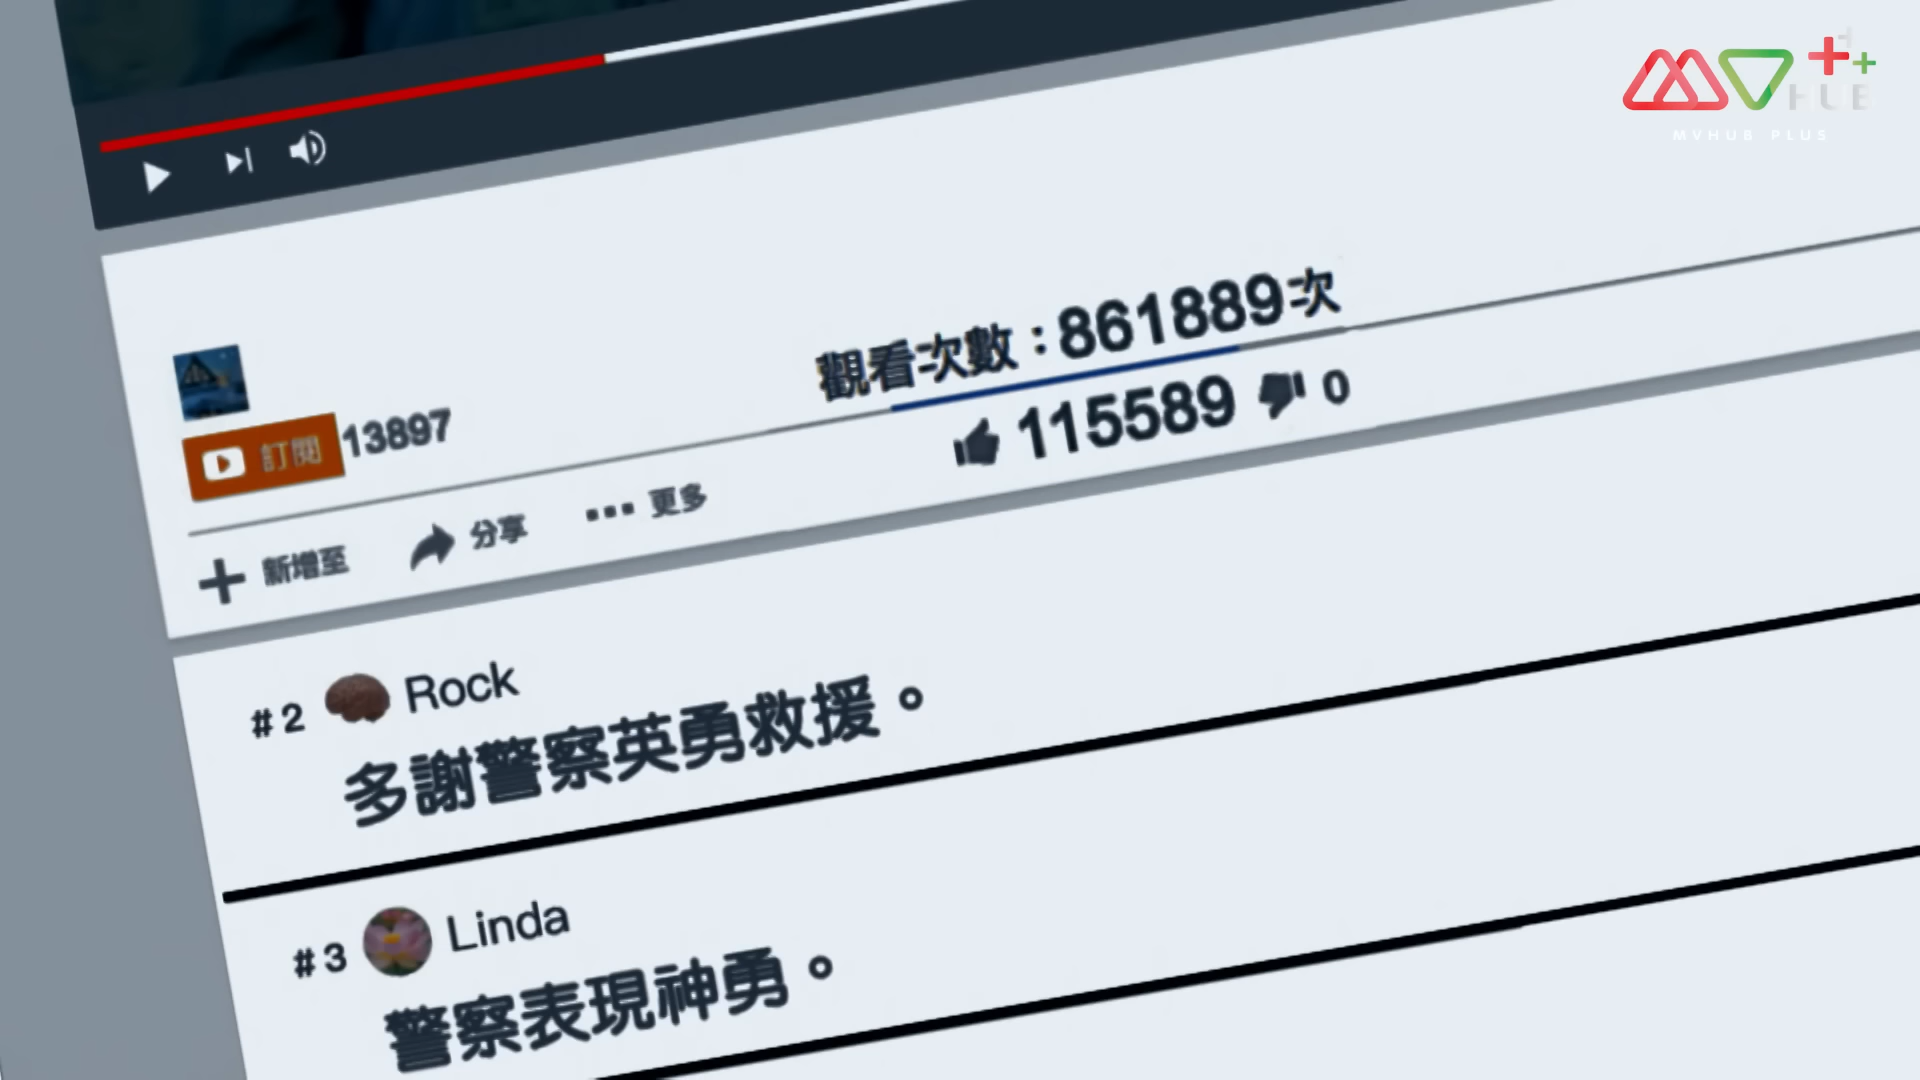 MV HUB
MVHUB PLUS
觀看次數：861889次
訂閱 13897
115589 0
新增至 分享 更多
#2 Rock
多謝警察英勇救援。
#3 Linda
警察表現神勇。